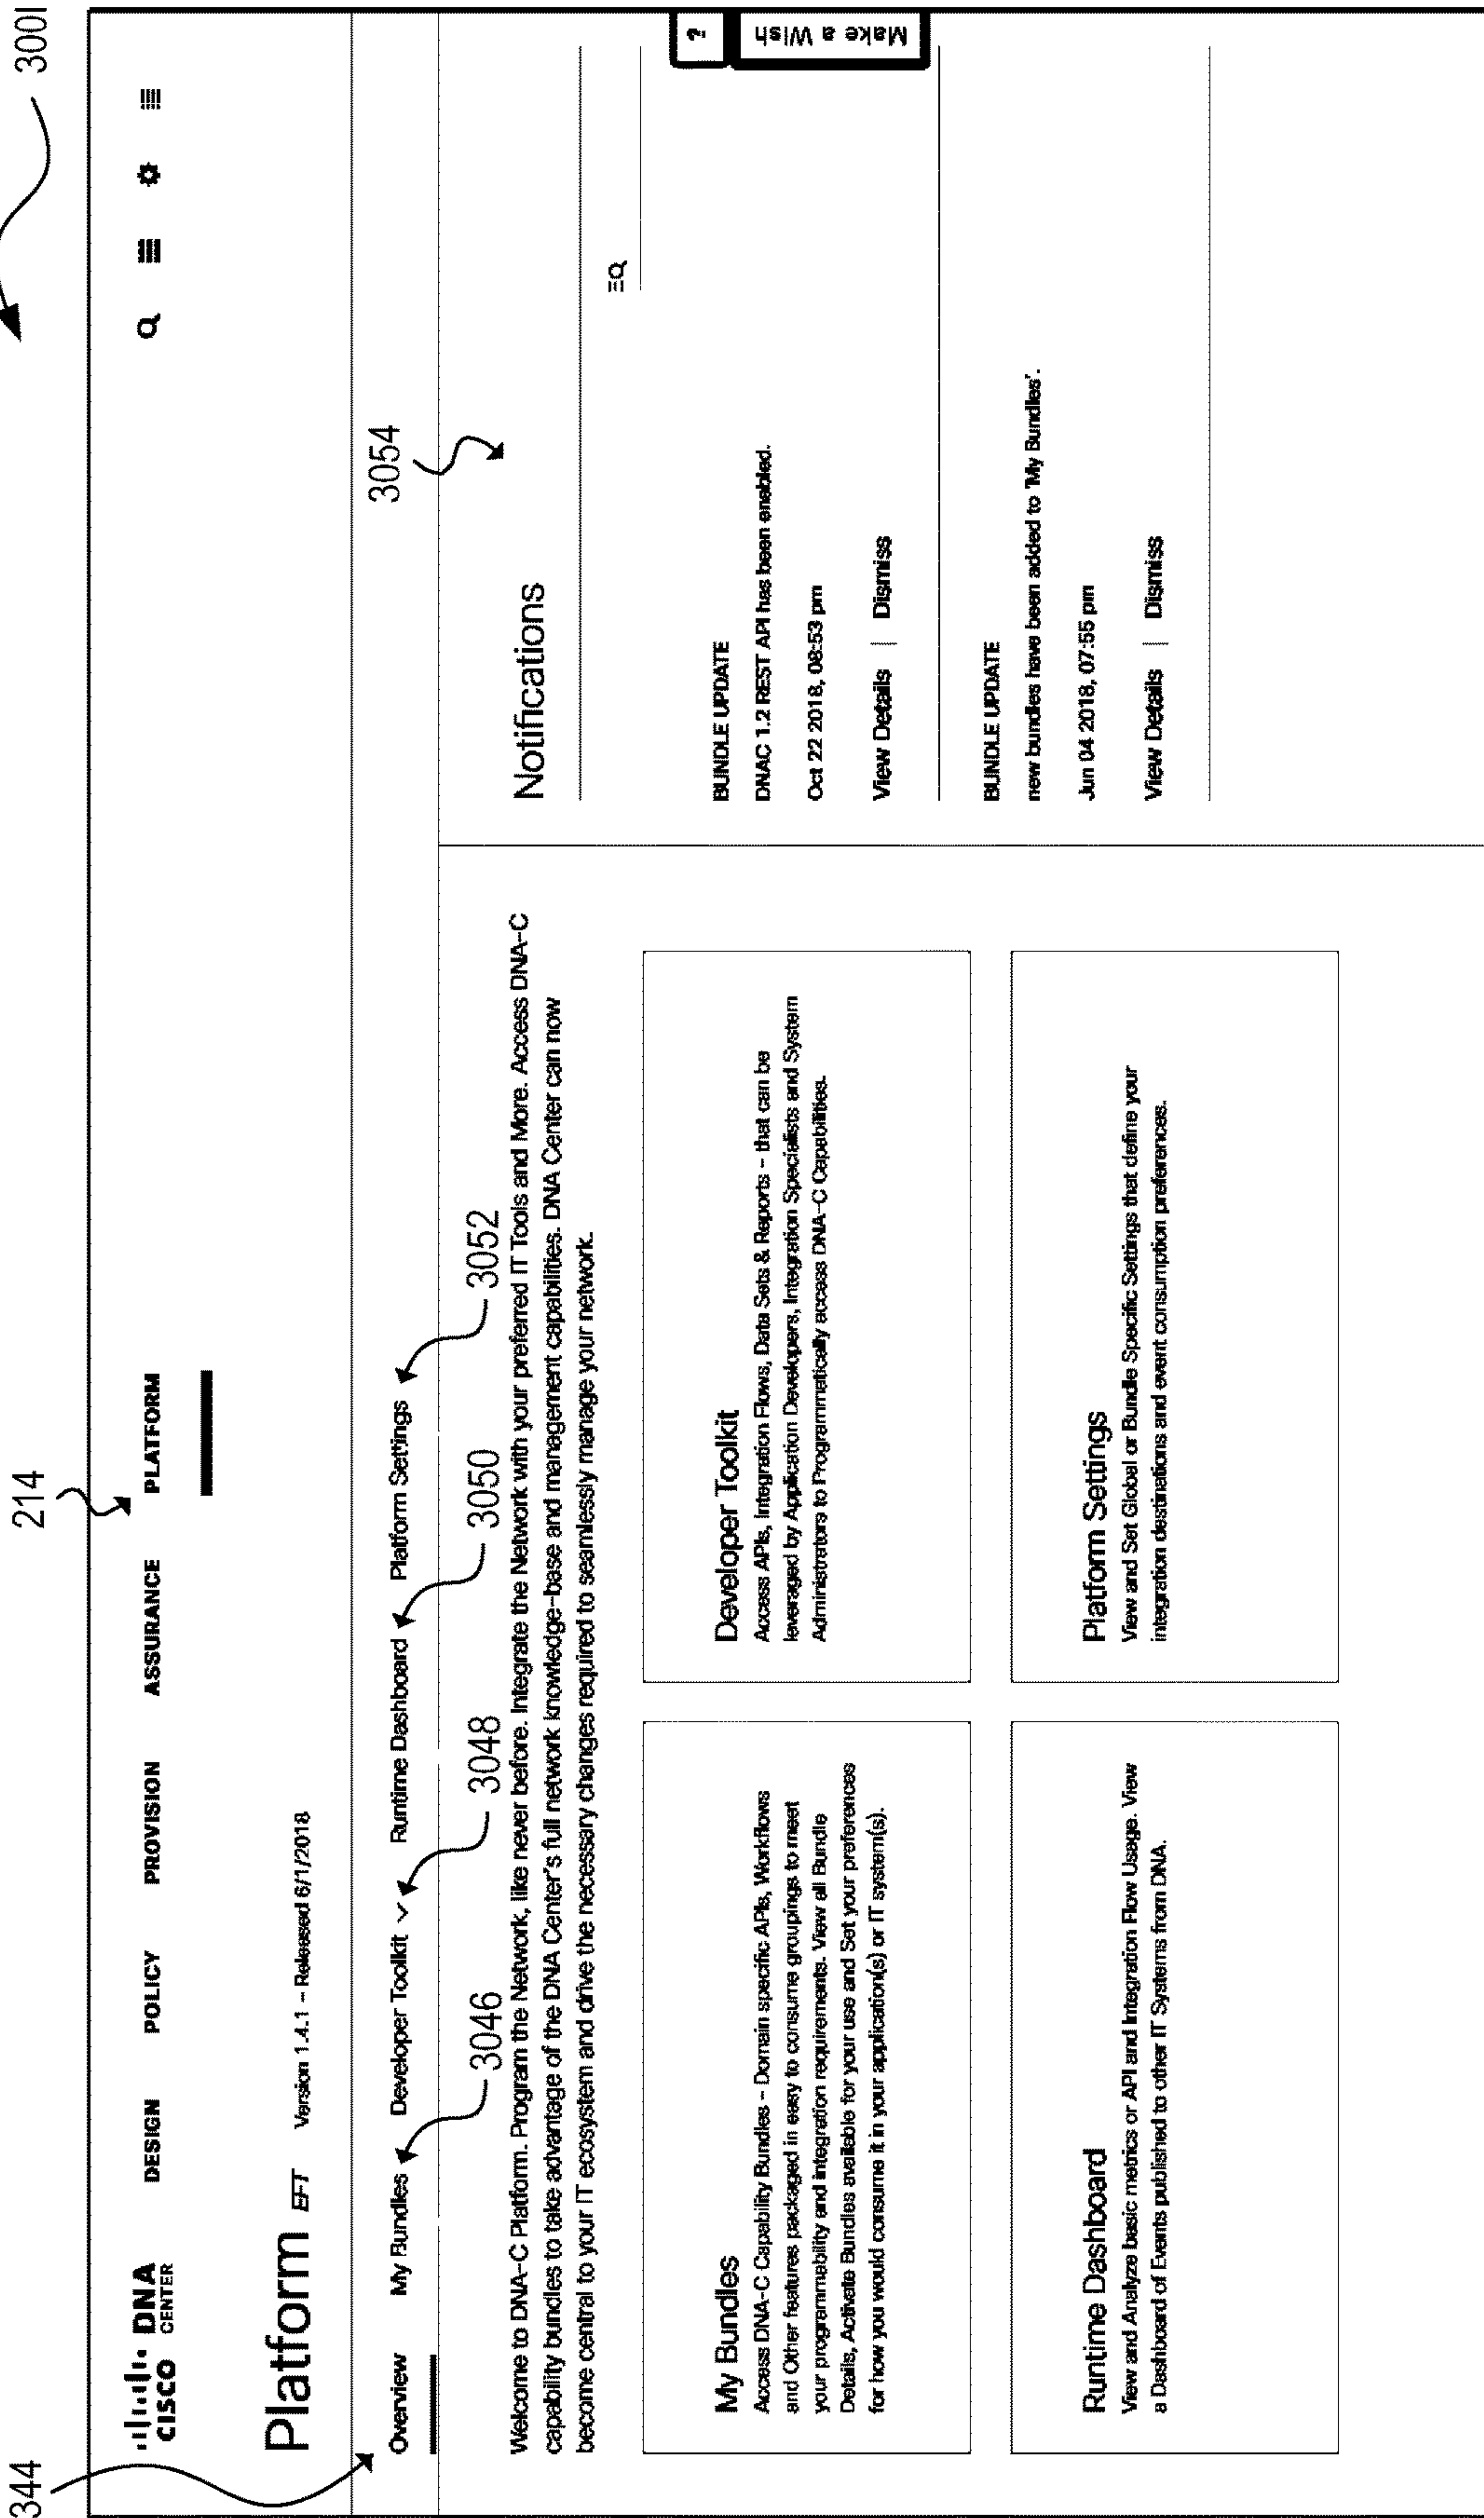 300I
214
CISCO DNA CENTER
DESIGN POLICY PROVISION ASSURANCE PLATFORM
Platform EFT Version 1.4.1 – Released 6/1/2018
344
Overview My Bundles Developer Toolkit Runtime Dashboard Platform Settings
3046 3048 3050 3052
3054
Welcome to DNA-C Platform. Program the Network, like never before. Integrate the Network with your preferred IT Tools and More. Access DNA-C
capability bundles to take advantage of the DNA Center's full network knowledge-base and management capabilities. DNA Center can now
become central to your IT ecosystem and drive the necessary changes required to seamlessly manage your network.
My Bundles
Access DNA-C Capability Bundles – Domain specific APIs, Workflows
and Other features packaged in easy to consume groupings to meet
your programmability and integration requirements. View all Bundle
Details, Activate Bundles available for your use and Set your preferences
for how you would consume it in your application(s) or IT system(s).
Developer Toolkit
Access APIs, Integration Flows, Data Sets & Reports – that can be
leveraged by Application Developers, Integration Specialists and System
Administrators to Programmatically access DNA-C Capabilities.
Runtime Dashboard
View and Analyze basic metrics or API and Integration Flow Usage. View
a Dashboard of Events published to other IT Systems from DNA.
Platform Settings
View and Set Global or Bundle Specific Settings that define your
integration destinations and event consumption preferences.
Notifications
BUNDLE UPDATE
DNAC 1.2 REST API has been enabled.
Oct 22 2018, 08:53 pm
View Details | Dismiss
BUNDLE UPDATE
new bundles have been added to 'My Bundles'.
Jun 04 2018, 07:55 pm
View Details | Dismiss
?
Make a Wish